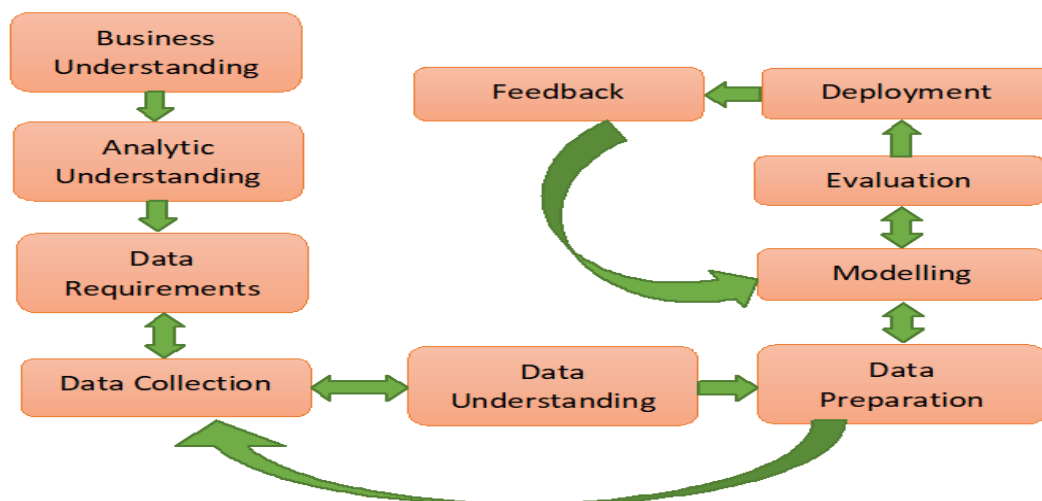 Business
Understanding
Analytic
Understanding
Data
Requirements
Data Collection
Data
Understanding
Data
Preparation
Modelling
Evaluation
Deployment
Feedback